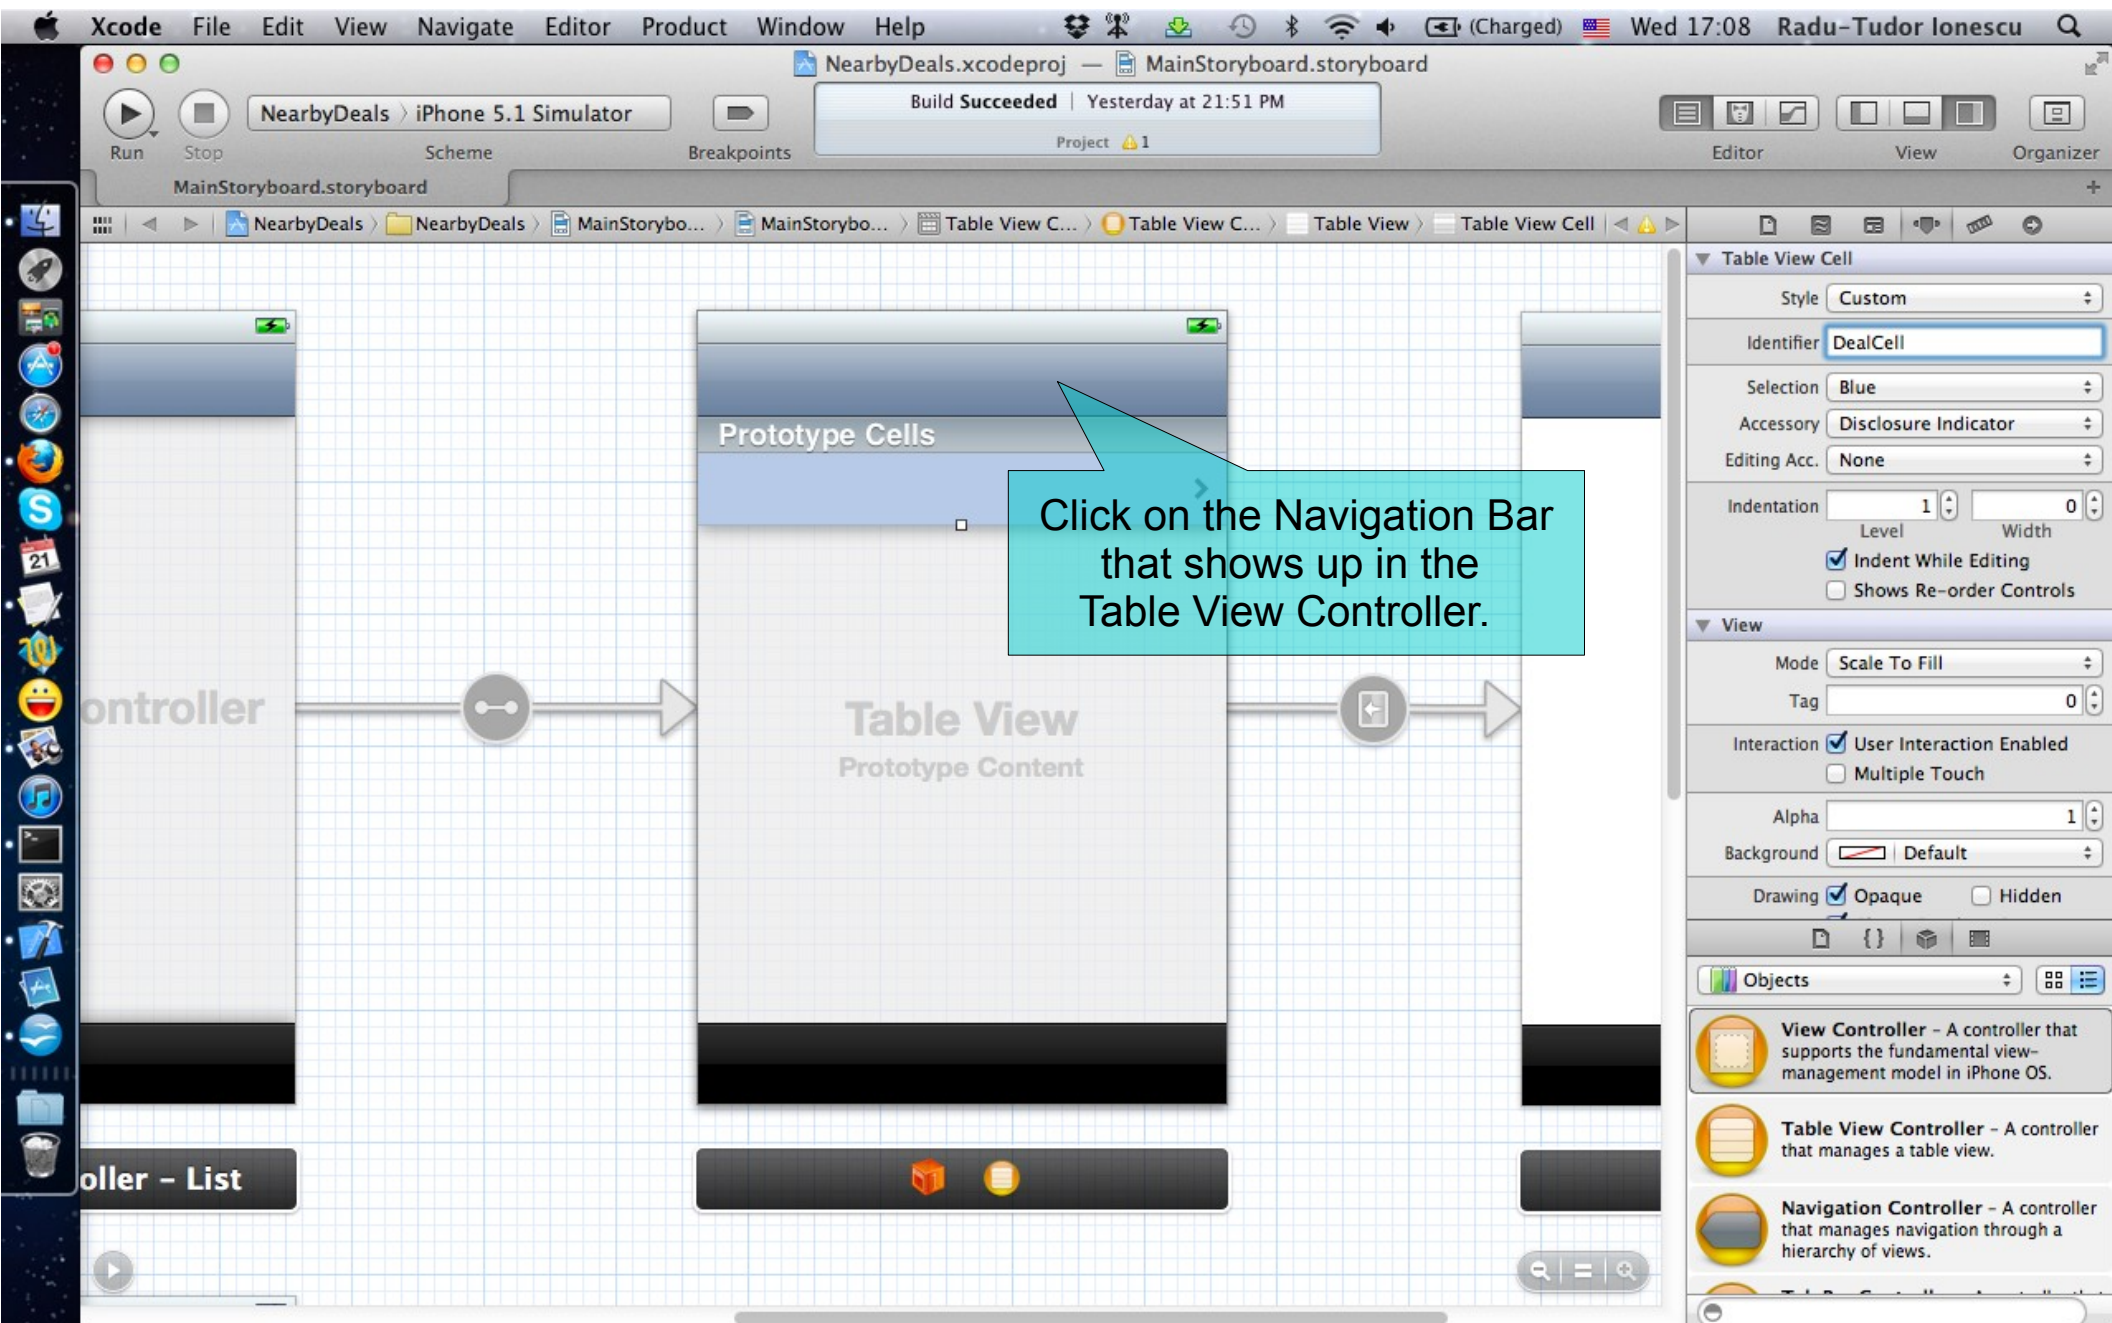 Xcode File Edit View Navigate Editor Product Window Help (Charged) Wed 17:08 Radu-Tudor Ionescu
NearbyDeals.xcodeproj — MainStoryboard.storyboard
NearbyDeals iPhone 5.1 Simulator
Build Succeeded | Yesterday at 21:51 PM
Project 1
Run Stop Scheme Breakpoints Editor View Organizer
MainStoryboard.storyboard
NearbyDeals NearbyDeals MainStorybo... MainStorybo... Table View C... Table View C... Table View Table View Cell
Prototype Cells
Click on the Navigation Bar
that shows up in the
Table View Controller.
ontroller
Table View
Prototype Content
oller – List
21
Table View Cell
Style Custom
Identifier DealCell
Selection Blue
Accessory Disclosure Indicator
Editing Acc. None
Indentation 1 0
Level Width
Indent While Editing
Shows Re-order Controls
View
Mode Scale To Fill
Tag 0
Interaction User Interaction Enabled
Multiple Touch
Alpha 1
Background Default
Drawing Opaque Hidden
{}
Objects
View Controller – A controller that
supports the fundamental view-
management model in iPhone OS.
Table View Controller – A controller
that manages a table view.
Navigation Controller – A controller
that manages navigation through a
hierarchy of views.